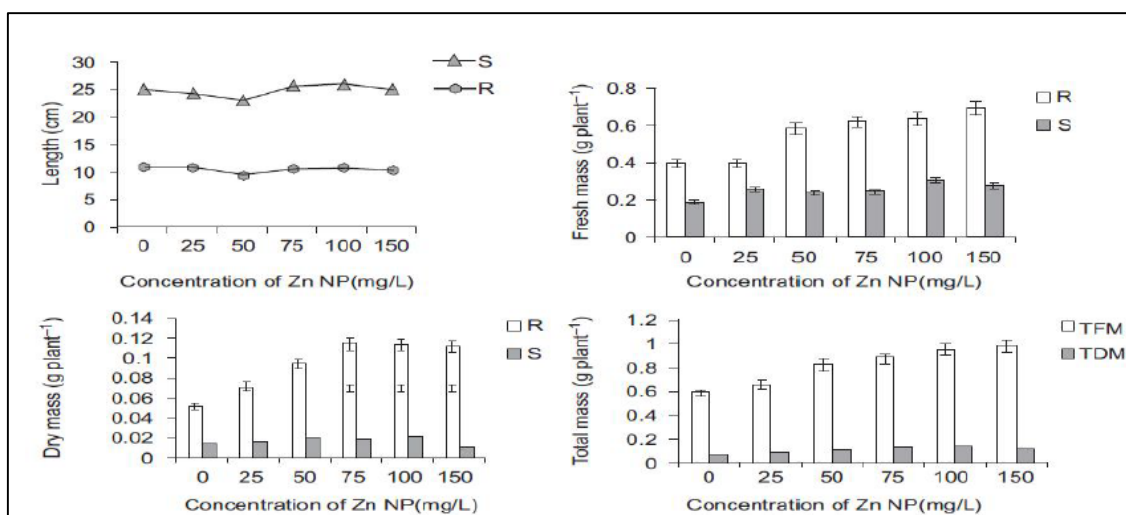 Length (cm)
30
25
20
15
10
5
0
0 25 50 75 100 150
Concentration of Zn NP(mg/L)
S
R
Fresh mass (g plant⁻¹)
0.8
0.6
0.4
0.2
0
0 25 50 75 100 150
Concentration of Zn NP(mg/L)
R
S
Dry mass (g plant⁻¹)
0.14
0.12
0.10
0.08
0.06
0.04
0.02
0
0 25 50 75 100 150
Concentration of Zn NP(mg/L)
R
S
Total mass (g plant⁻¹)
1.2
1
0.8
0.6
0.4
0.2
0
0 25 50 75 100 150
Concentratiion of Zn NP(mg/L)
TFM
TDM